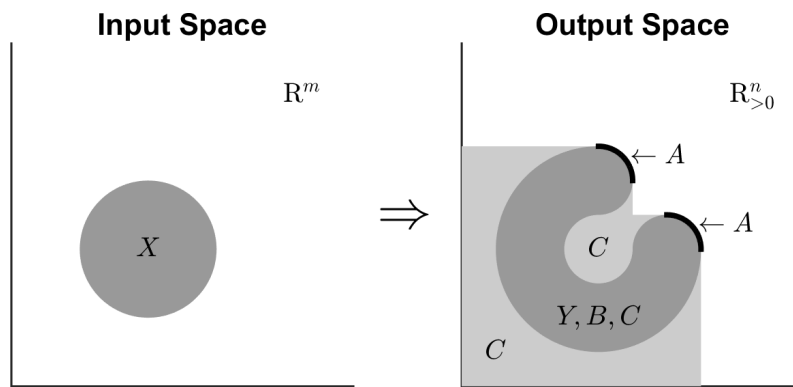 Input Space
R^m
X
⇒
Output Space
R^n_{>0}
← A
← A
C
Y, B, C
C